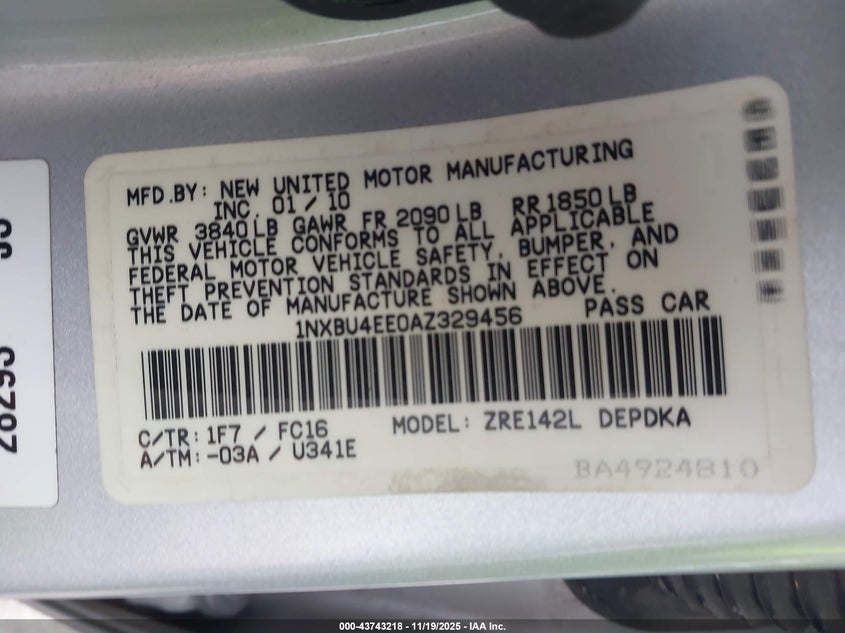 MFD.BY: NEW UNITED MOTOR MANUFACTURING
INC. 01/10
GVWR 3840LB GAWR FR 2090LB RR1850LB
THIS VEHICLE CONFORMS TO ALL APPLICABLE
FEDERAL MOTOR VEHICLE SAFETY, BUMPER, AND
THEFT PREVENTION STANDARDS IN EFFECT ON
THE DATE OF MANUFACTURE SHOWN ABOVE.
1NXBU4EE0AZ329456 PASS CAR
C/TR: 1F7 / FC16 MODEL: ZRE142L DEPDKA
A/TM: -03A / U341E
BA4924810
000-43743218 - 11/19/2025 - IAA Inc.